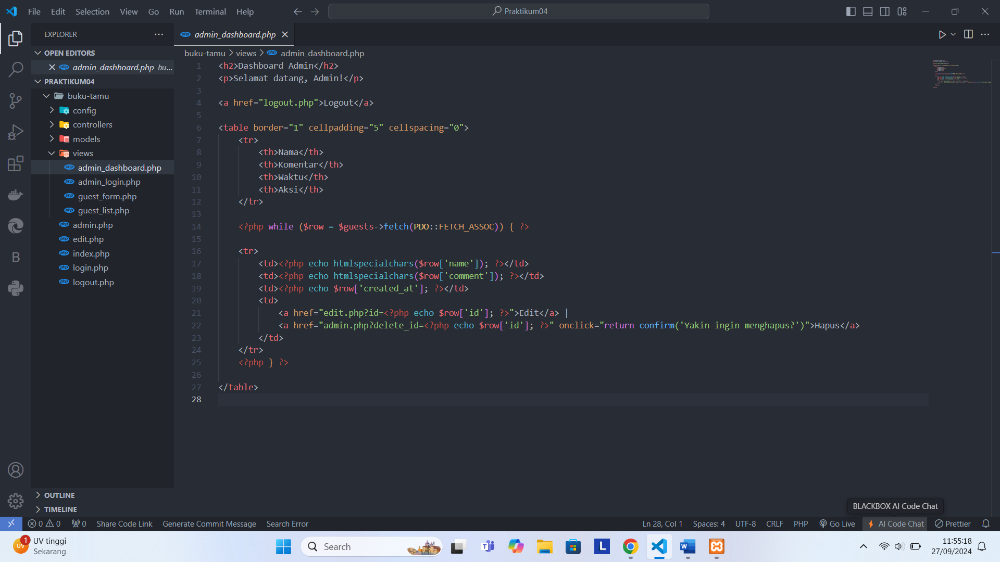 File Edit Selection View Go Run Terminal Help
Praktikum04
EXPLORER
OPEN EDITORS
admin_dashboard.php bu...
PRAKTIKUM04
buku-tamu
config
controllers
models
views
admin_dashboard.php
admin_login.php
guest_form.php
guest_list.php
admin.php
edit.php
index.php
login.php
logout.php
OUTLINE
TIMELINE
admin_dashboard.php
buku-tamu > views > admin_dashboard.php
1 <h2>Dashboard Admin</h2>
2 <p>Selamat datang, Admin!</p>
3
4 <a href="logout.php">Logout</a>
5
6 <table border="1" cellpadding="5" cellspacing="0">
7 <tr>
8 <th>Nama</th>
9 <th>Komentar</th>
10 <th>Waktu</th>
11 <th>Aksi</th>
12 </tr>
13
14 <?php while ($row = $guests->fetch(PDO::FETCH_ASSOC)) { ?>
15
16 <tr>
17 <td><?php echo htmlspecialchars($row['name']); ?></td>
18 <td><?php echo htmlspecialchars($row['comment']); ?></td>
19 <td><?php echo $row['created_at']; ?></td>
20 <td>
21 <a href="edit.php?id=<?php echo $row['id']; ?>">Edit</a> |
22 <a href="admin.php?delete_id=<?php echo $row['id']; ?>" onclick="return confirm('Yakin ingin menghapus?')">Hapus</a>
23 </td>
24 </tr>
25 <?php } ?>
26
27 </table>
28
BLACKBOX AI Code Chat
0 0 0 Share Code Link Generate Commit Message Search Error
Ln 28, Col 1 Spaces: 4 UTF-8 CRLF PHP Go Live AI Code Chat Prettier
UV tinggi
Sekarang
Search
11:55:18
27/09/2024